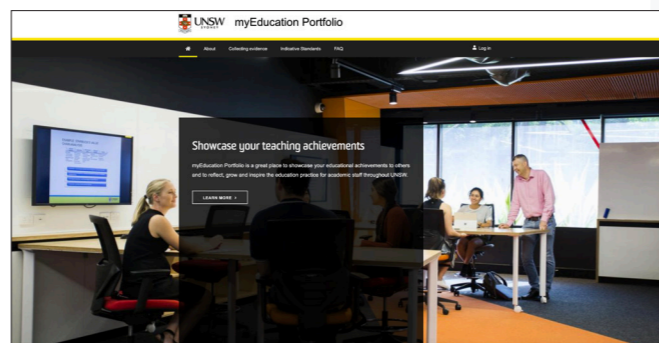 UNSW
SYDNEY
myEducation Portfolio
About Collecting evidence Indicative Standards FAQ Log in
Showcase your teaching achievements
myEducation Portfolio is a great place to showcase your educational achievements to others
and to reflect, grow and inspire the education practice for academic staff throughout UNSW.
LEARN MORE >